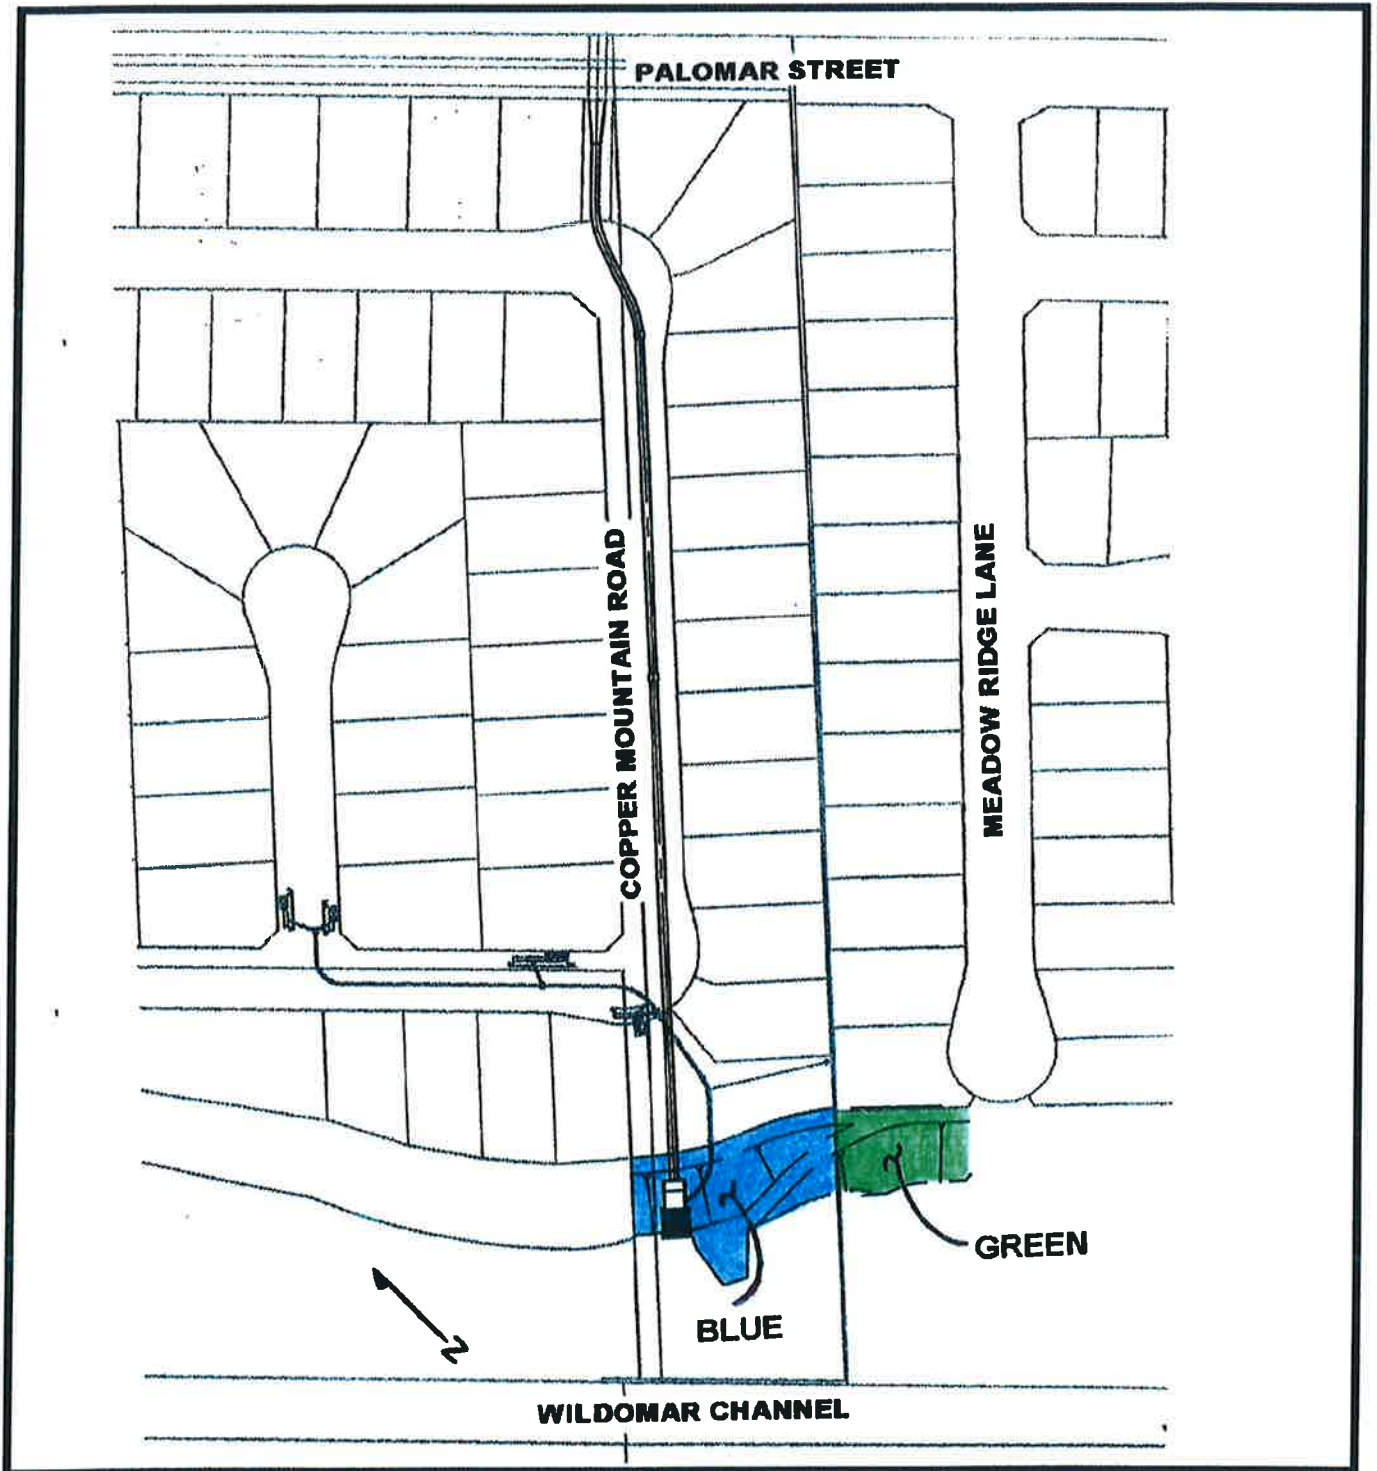 PALOMAR STREET
COPPER MOUNTAIN ROAD
MEADOW RIDGE LANE
GREEN
BLUE
N
WILDOMAR CHANNEL